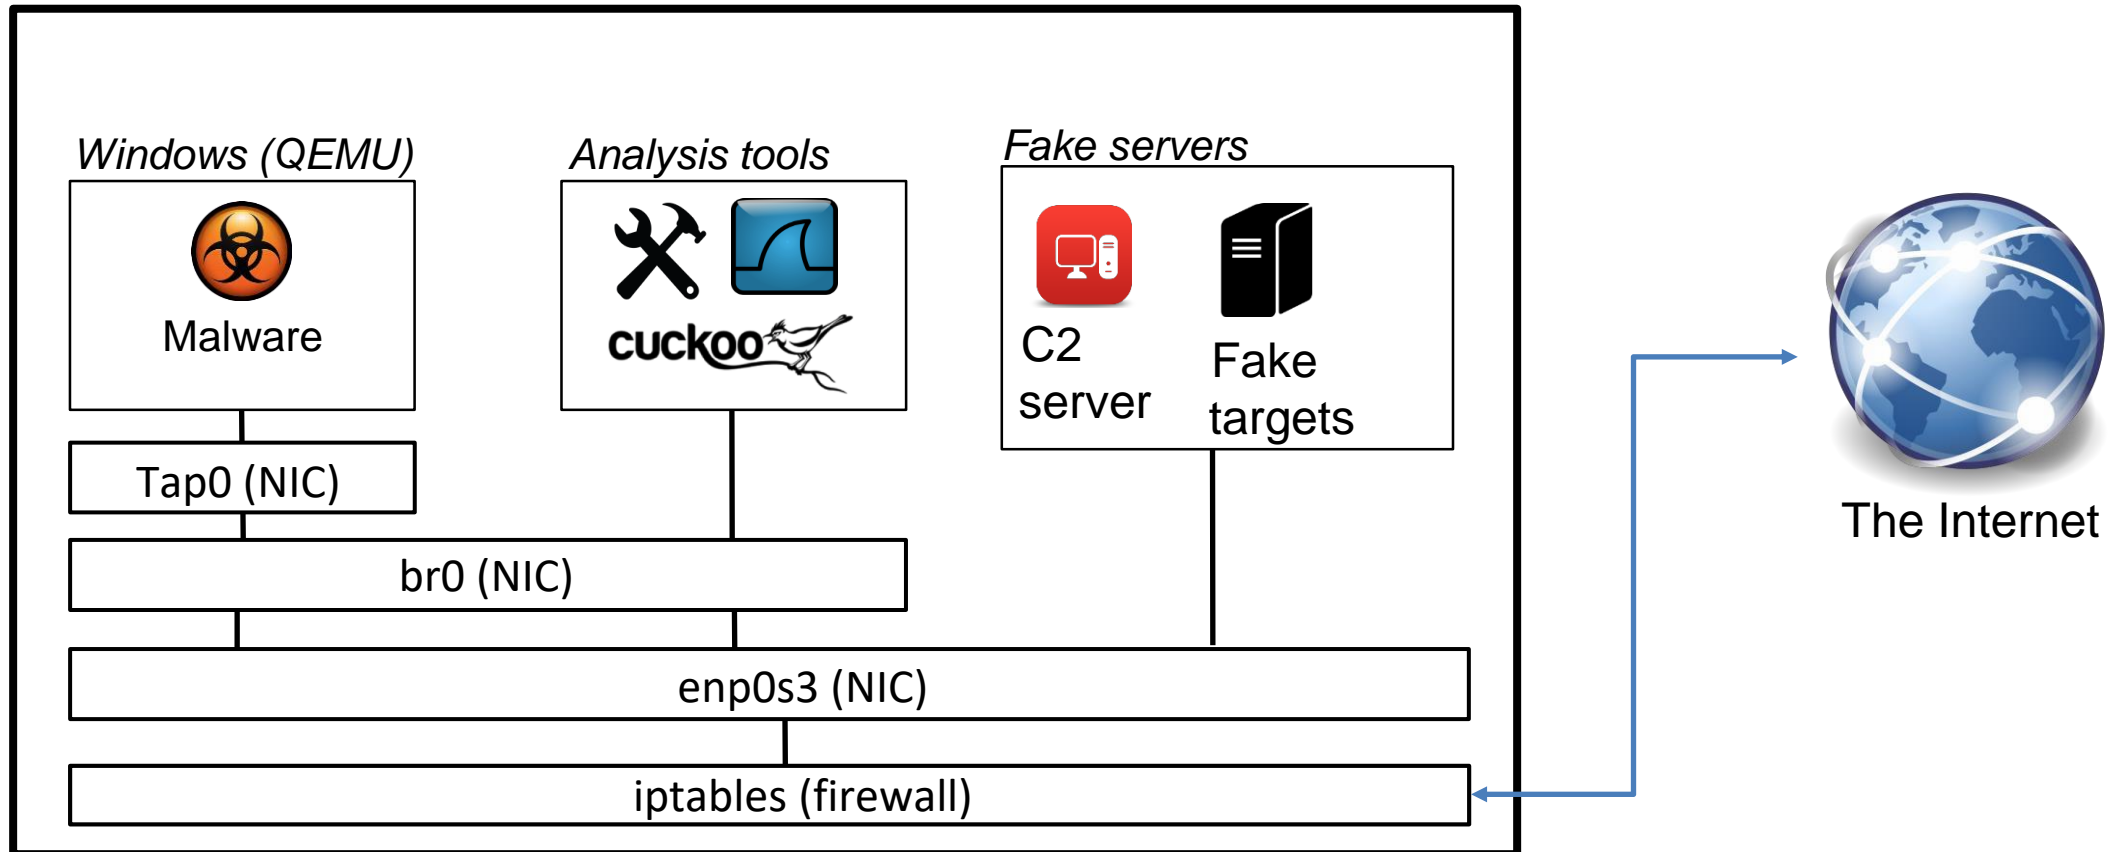 Windows (QEMU)
Analysis tools
Fake servers
Malware
cuckoo
C2
server
Fake
targets
Tap0 (NIC)
br0 (NIC)
enp0s3 (NIC)
iptables (firewall)
The Internet